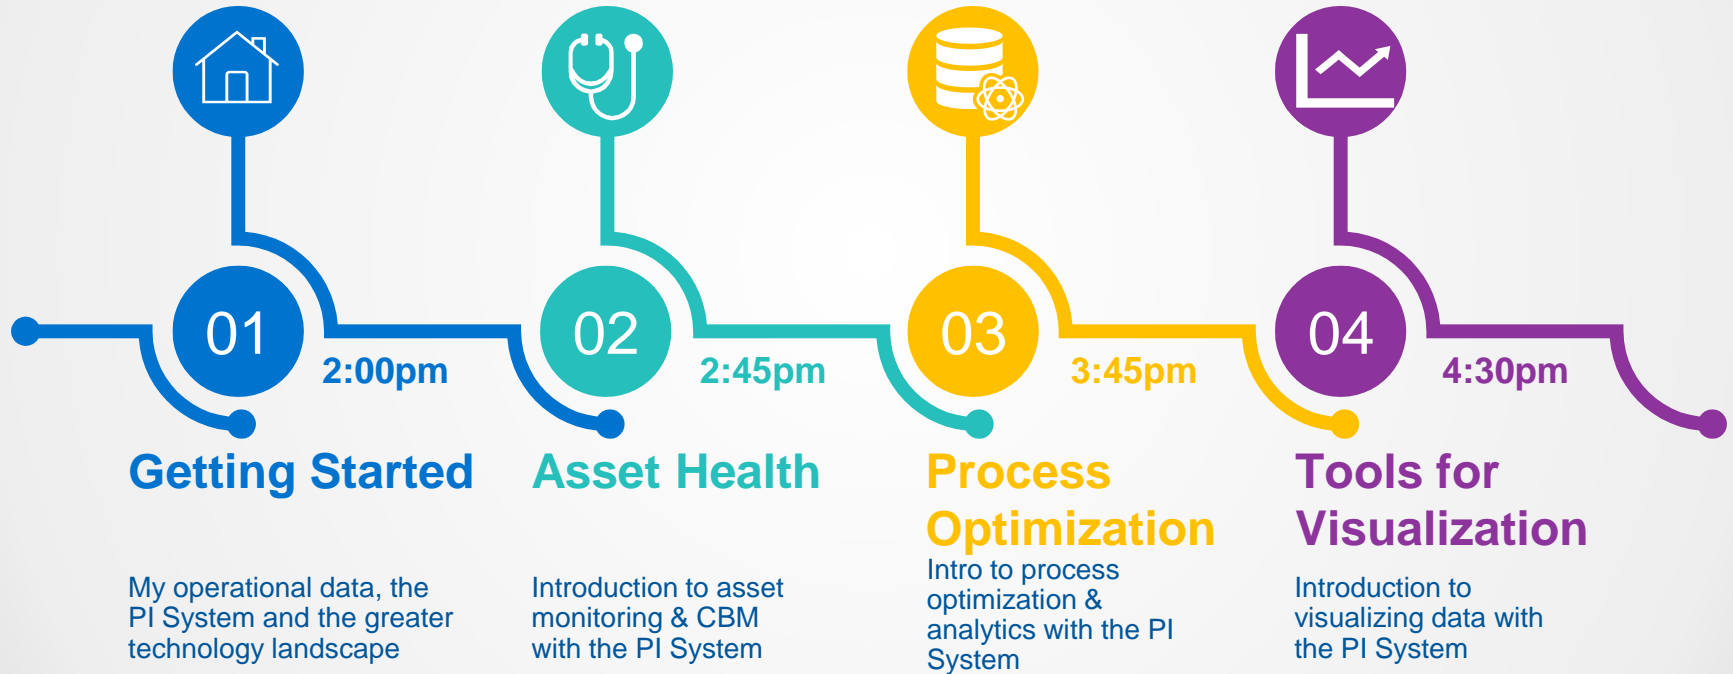 01
2:00pm
Getting Started
My operational data, the
PI System and the greater
technology landscape
02
2:45pm
Asset Health
Introduction to asset
monitoring & CBM
with the PI System
03
3:45pm
Process
Optimization
Intro to process
optimization &
analytics with the PI
System
04
4:30pm
Tools for
Visualization
Introduction to
visualizing data with
the PI System